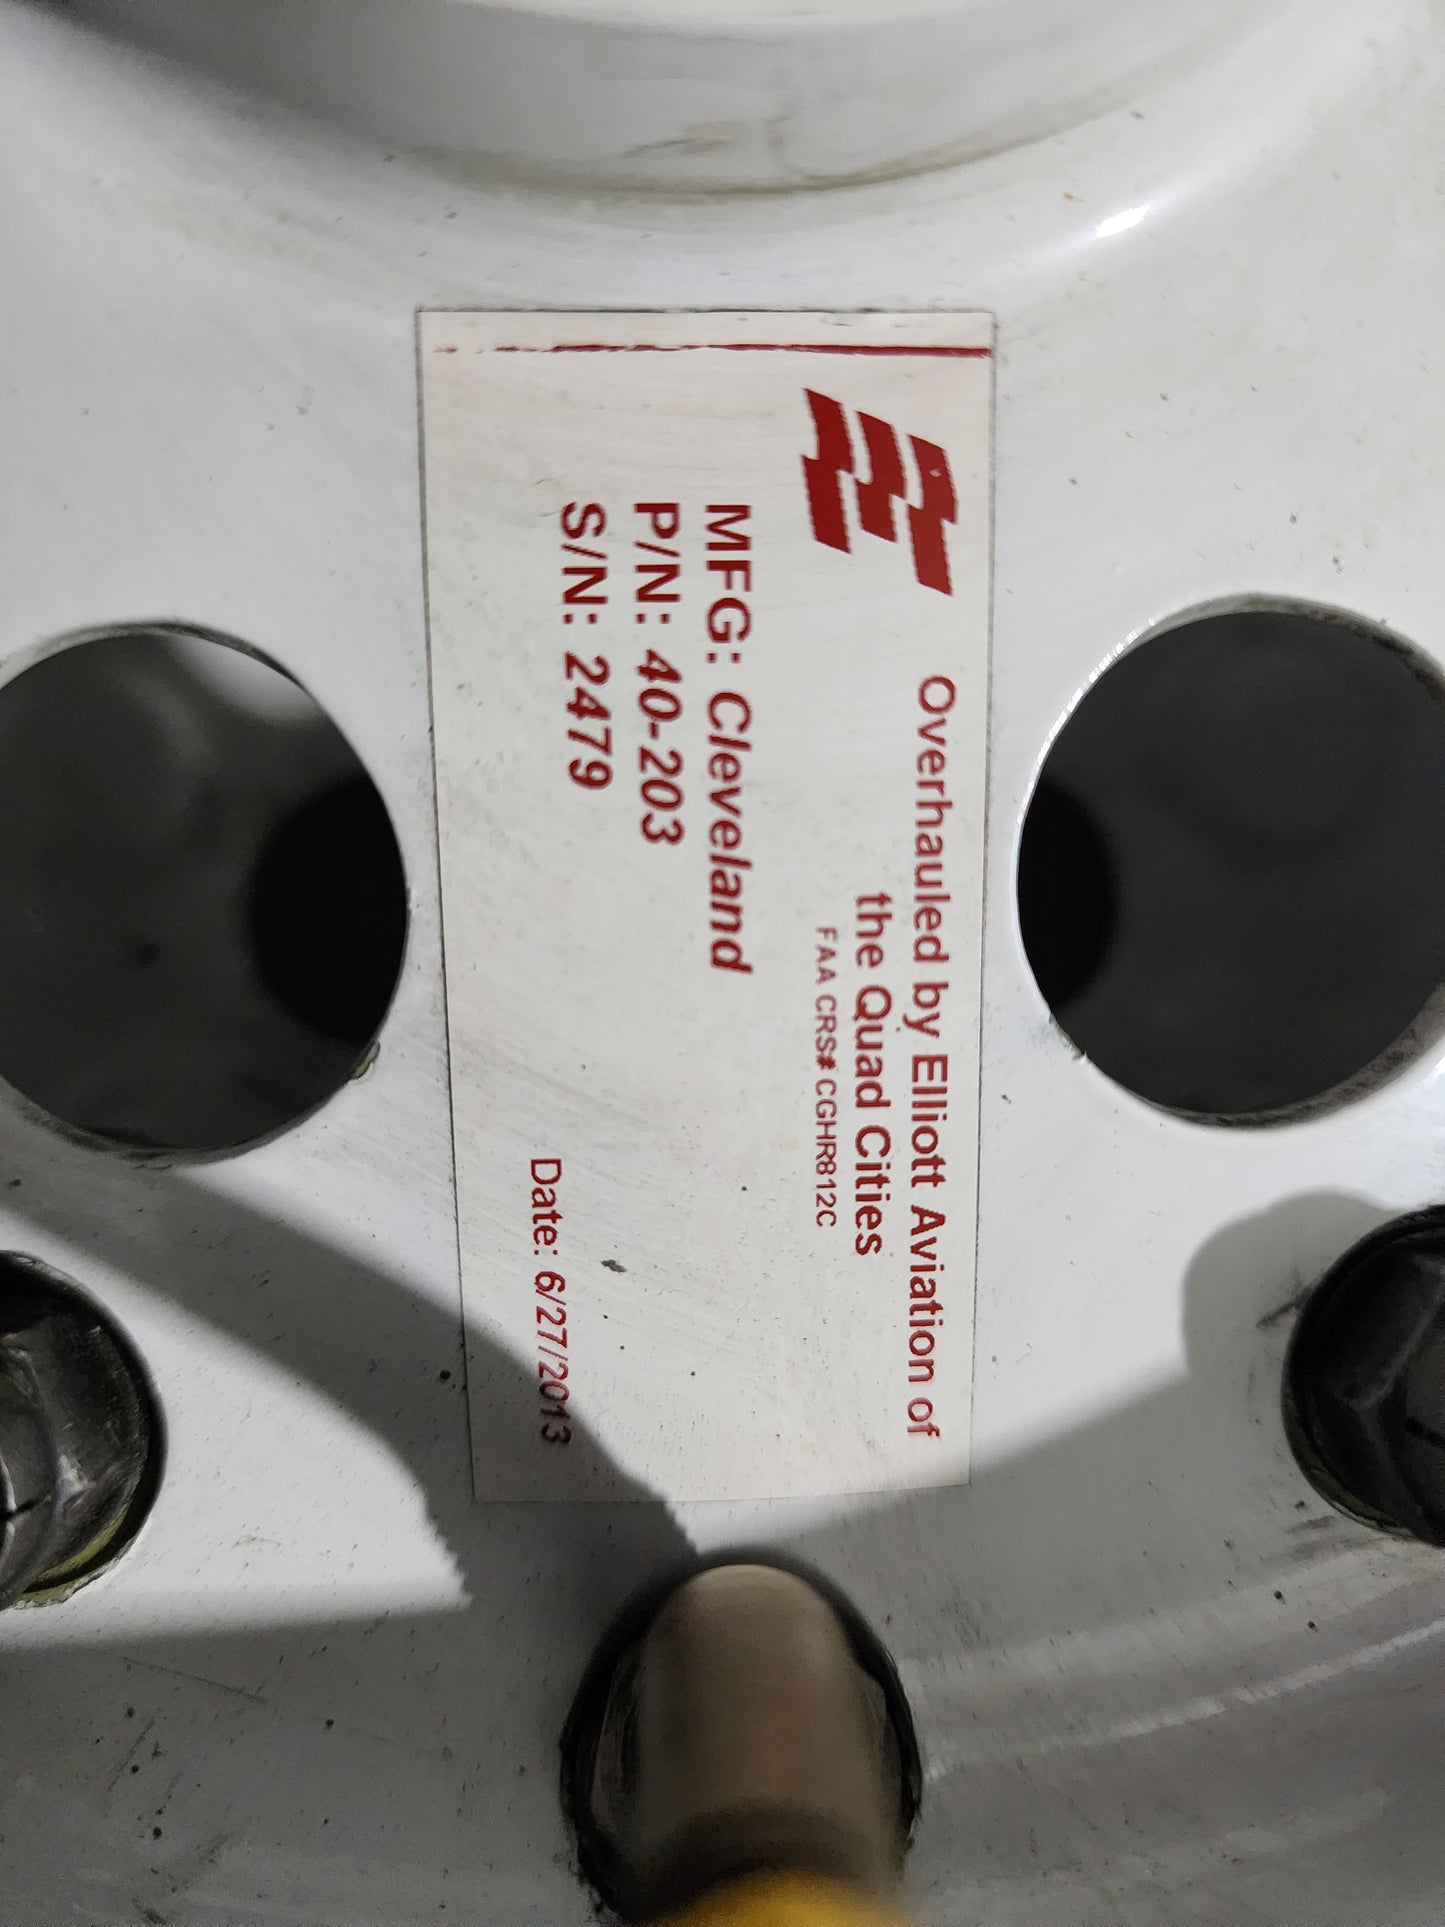 Overhauled by Elliott Aviation of
the Quad Cities
FAA CRS# CGHR812C
MFG: Cleveland
P/N: 40-203
S/N: 2479
Date: 6/27/2013